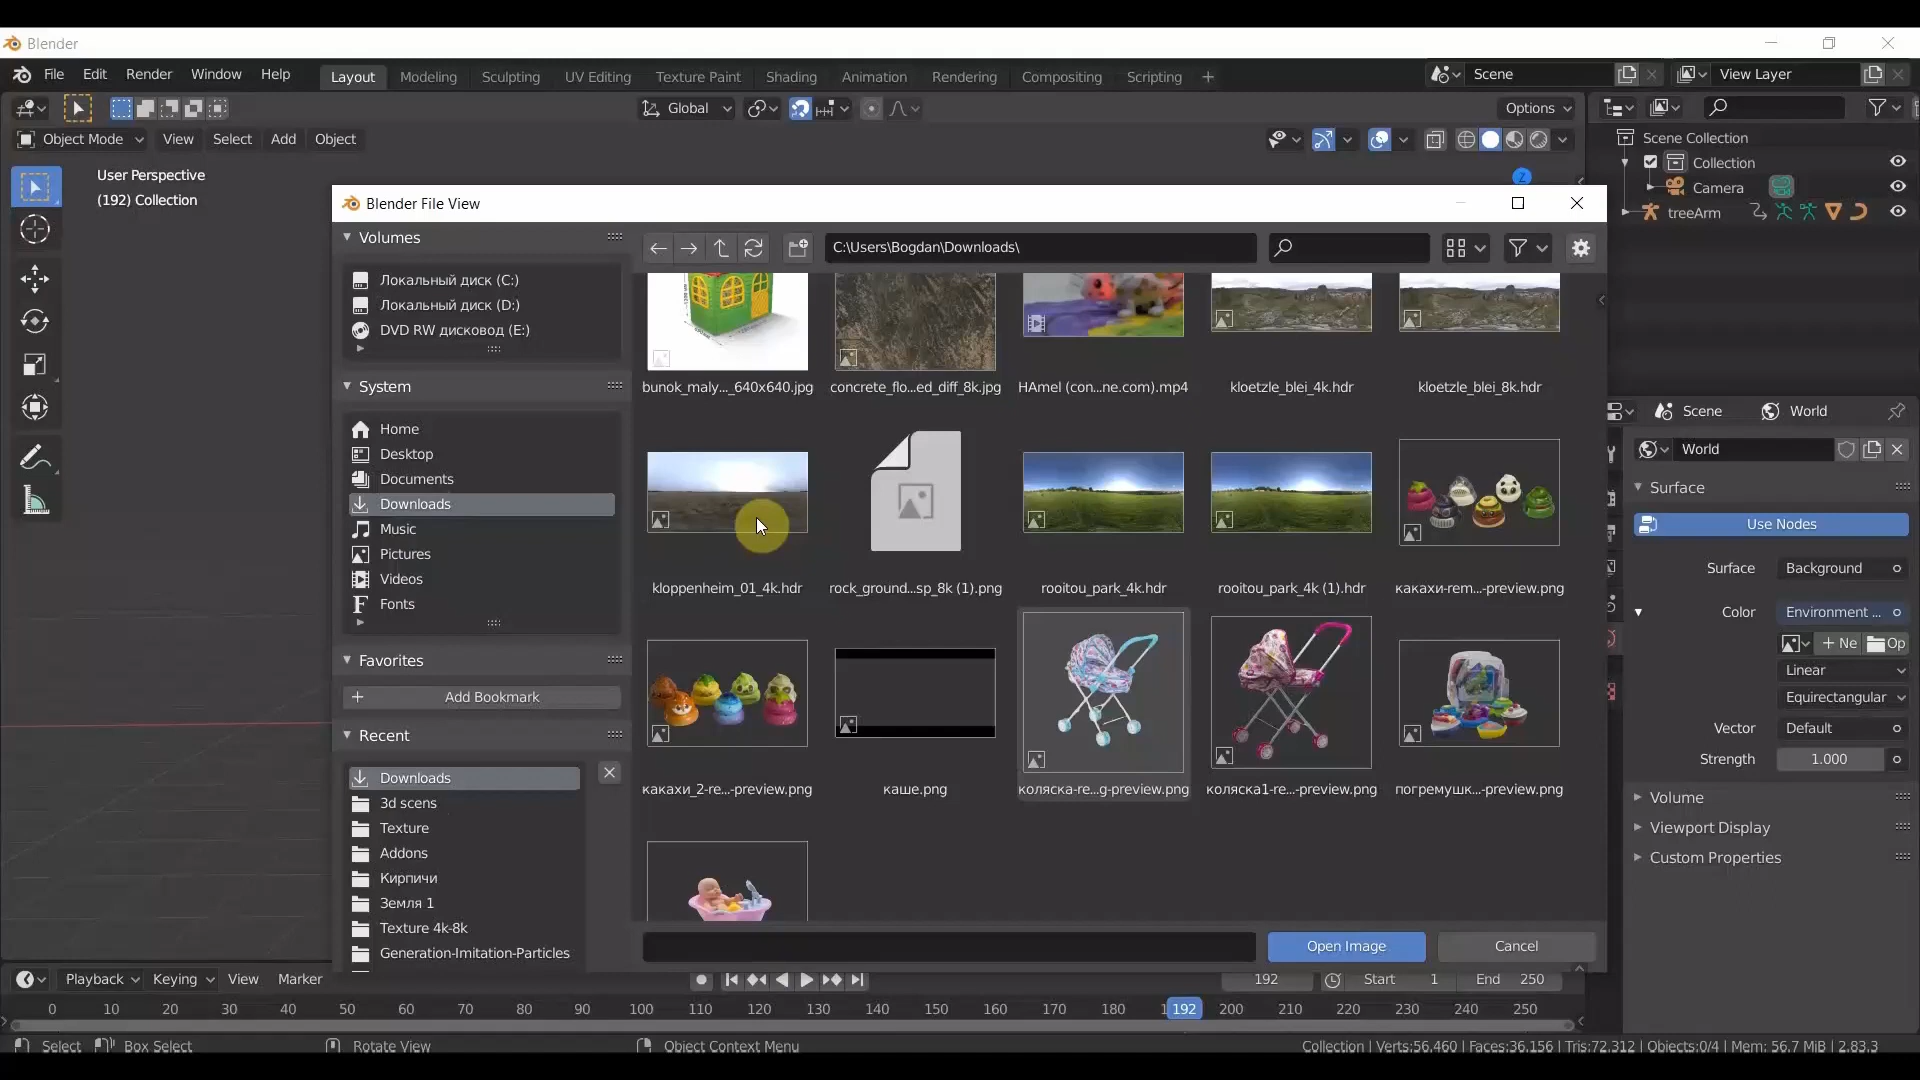 Blender
File Edit Render Window Help Layout Modeling Sculpting UV Editing Texture Paint Shading Animation Rendering Compositing Scripting + Scene View Layer
Global Options
Object Mode View Select Add Object
Scene Collection
Collection
Camera
treeArm
User Perspective
(192) Collection
Z
Blender File View
Volumes
Локальный диск (C:)
Локальный диск (D:)
DVD RW дисковод (E:)
System
Home
Desktop
Documents
Downloads
Music
Pictures
Videos
Fonts
Favorites
Add Bookmark
Recent
Downloads
3d scens
Texture
Addons
Кирпичи
Земля 1
Texture 4k-8k
Generation-Imitation-Particles
C:\Users\Bogdan\Downloads\
bunok_maly..._640x640.jpg concrete_flo...ed_diff_8k.jpg HAmel (con...ne.com).mp4 kloetzle_blei_4k.hdr kloetzle_blei_8k.hdr
kloppenheim_01_4k.hdr rock_ground...sp_8k (1).png rooitou_park_4k.hdr rooitou_park_4k (1).hdr какахи-rem...-preview.png
какахи_2-re...-preview.png каше.png коляска-re...g-preview.png коляска1-re...-preview.png погремушк...-preview.png
Open Image Cancel
Scene World
World
Surface
Use Nodes
Surface Background
Color Environment ...
+ Ne Op
Linear
Equirectangular
Vector Default
Strength 1.000
Volume
Viewport Display
Custom Properties
Playback Keying View Marker 192 Start 1 End 250
0 10 20 30 40 50 60 70 80 90 100 110 120 130 140 150 160 170 180 192 200 210 220 230 240 250
Select Box Select Rotate View Object Context Menu Collection | Verts:56,460 | Faces:36,156 | Tris:72,312 | Objects:0/4 | Mem: 56.7 MiB | 2.83.3